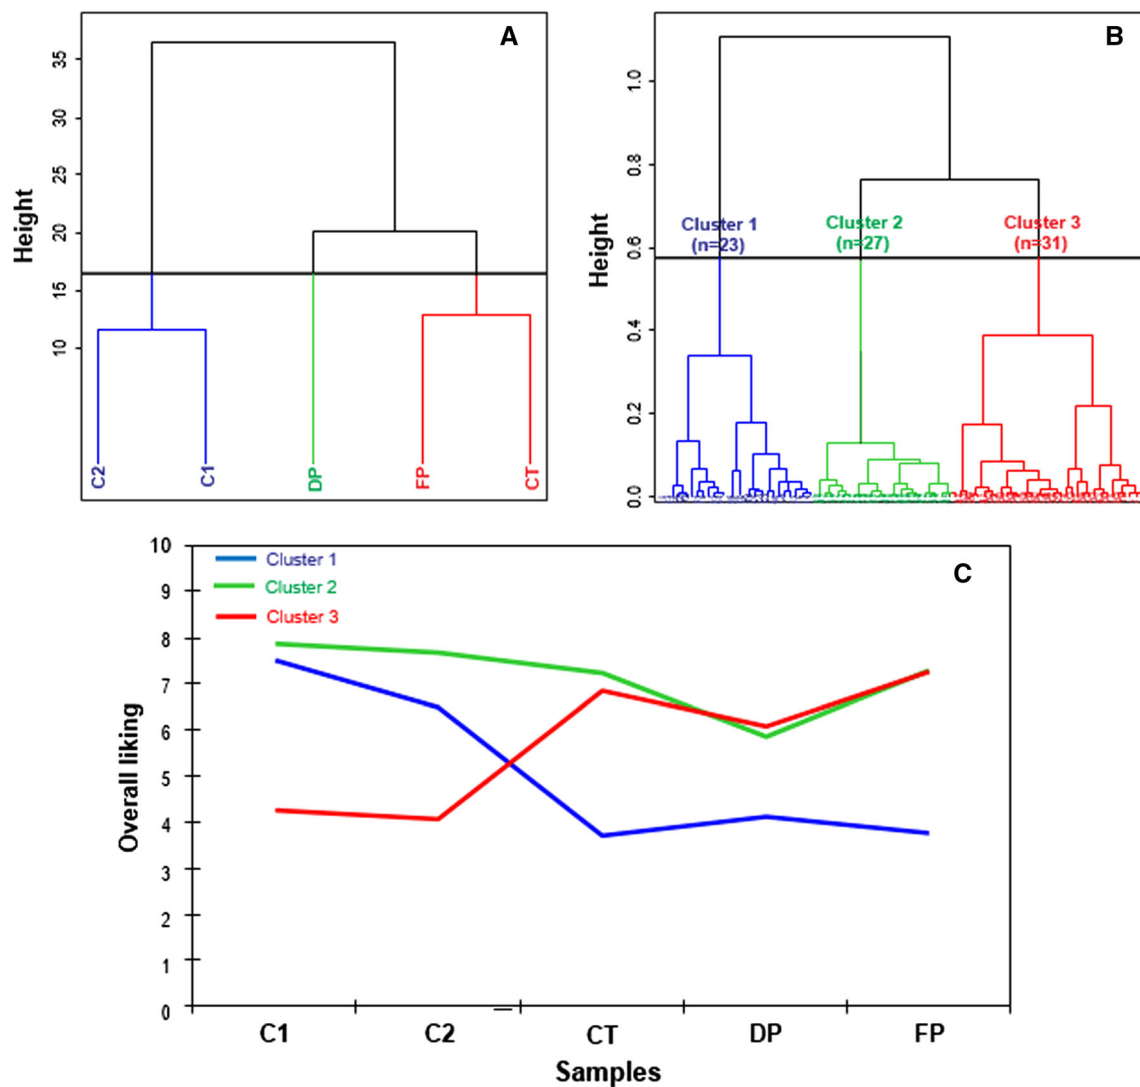 A
Height
35
30
25
20
15
10
C2
C1
DP
FP
CT
B
Height
1.0
0.8
0.6
0.4
0.2
0.0
Cluster 1
(n=23)
Cluster 2
(n=27)
Cluster 3
(n=31)
C
Cluster 1
Cluster 2
Cluster 3
Overall liking
10
9
8
7
6
5
4
3
2
1
0
C1
C2
CT
DP
FP
Samples